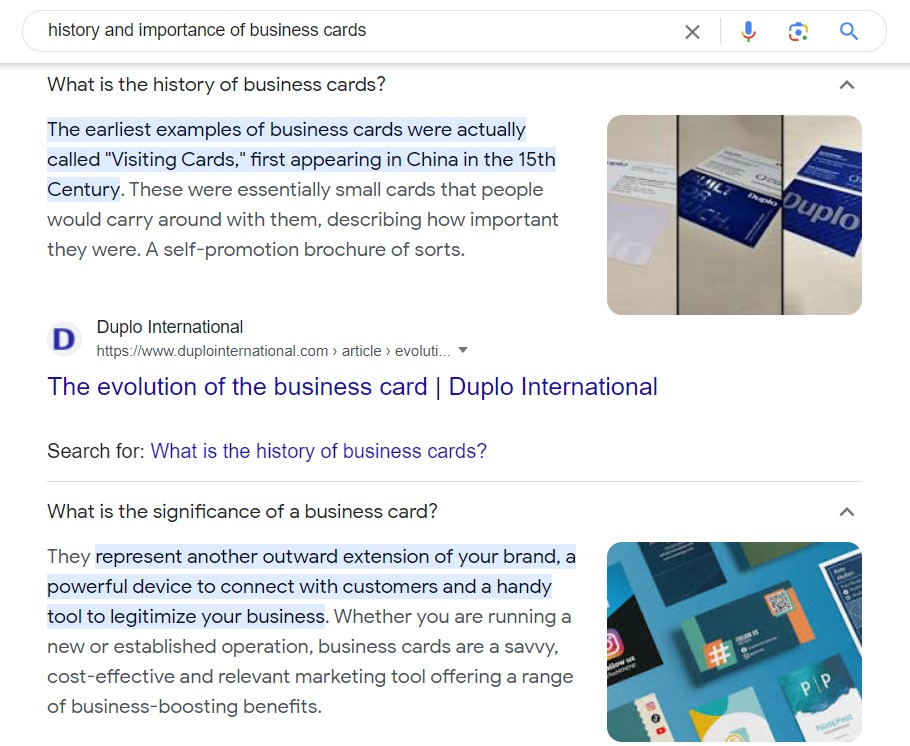 history and importance of business cards
What is the history of business cards?
The earliest examples of business cards were actually
called "Visiting Cards," first appearing in China in the 15th
Century. These were essentially small cards that people
would carry around with them, describing how important
they were. A self-promotion brochure of sorts.
Duplo
Duplo
D
Duplo International
https://www.duplointernational.com › article › evoluti...
The evolution of the business card | Duplo International
Search for: What is the history of business cards?
What is the significance of a business card?
They represent another outward extension of your brand, a
powerful device to connect with customers and a handy
tool to legitimize your business. Whether you are running a
new or established operation, business cards are a savvy,
cost-effective and relevant marketing tool offering a range
of business-boosting benefits.
#
FOLLOW US
P|P